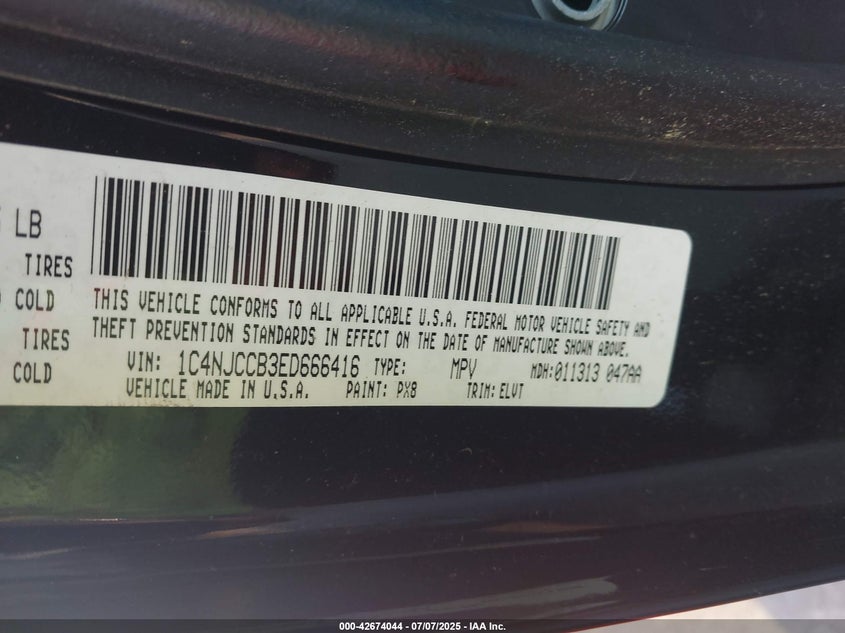 LB
TIRES
COLD
TIRES
COLD
THIS VEHICLE CONFORMS TO ALL APPLICABLE U.S.A. FEDERAL MOTOR VEHICLE SAFETY AND
THEFT PREVENTION STANDARDS IN EFFECT ON THE DATE OF MANUFACTURE SHOWN ABOVE.
VIN: 1C4NJCCB3ED666416 TYPE: MPV MDH:011313 047AA
VEHICLE MADE IN U.S.A. PAINT: PX8 TRIM: ELVT
000-42674044 | 07/07/2025 - IAA Inc.